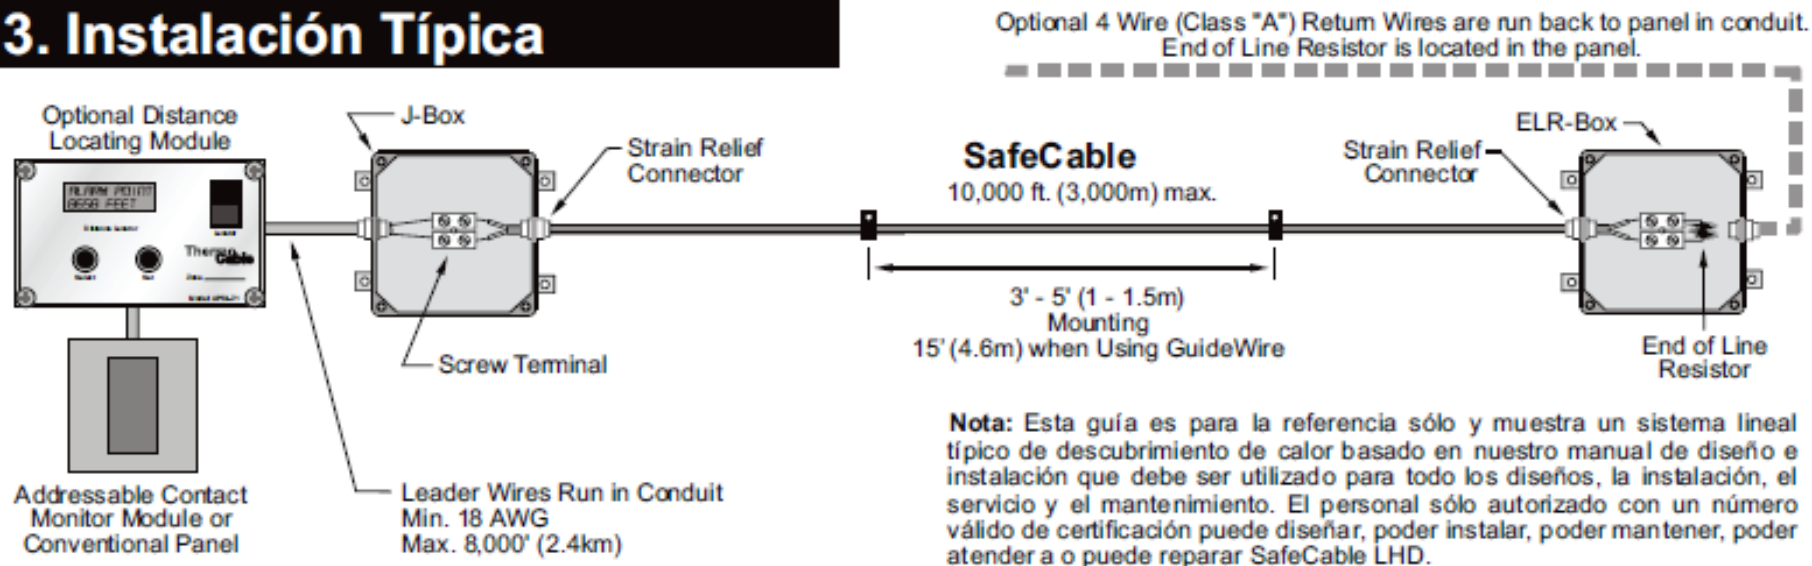 3. Instalación Típica
Optional 4 Wire (Class "A") Return Wires are run back to panel in conduit.
End of Line Resistor is located in the panel.
Optional Distance
Locating Module
J-Box
Strain Relief
Connector
SafeCable
10,000 ft. (3,000m) max.
Strain Relief
Connector
ELR-Box
ALARM POINT
FEET
Cable
3' - 5' (1 - 1.5m)
Mounting
15' (4.6m) when Using GuideWire
Screw Terminal
End of Line
Resistor
Addressable Contact
Monitor Module or
Conventional Panel
Leader Wires Run in Conduit
Min. 18 AWG
Max. 8,000' (2.4km)
Nota: Esta guía es para la referencia sólo y muestra un sistema lineal
típico de descubrimiento de calor basado en nuestro manual de diseño e
instalación que debe ser utilizado para todo los diseños, la instalación, el
servicio y el mantenimiento. El personal sólo autorizado con un número
válido de certificación puede diseñar, poder instalar, poder mantener, poder
atender a o puede reparar SafeCable LHD.